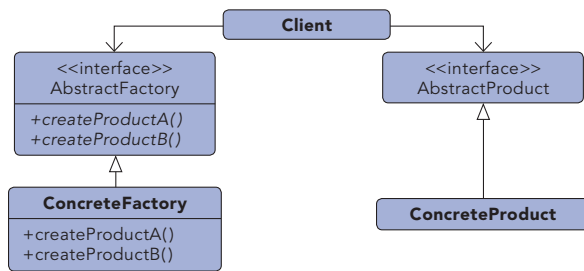 Client
<<interface>>
AbstractFactory
+createProductA()
+createProductB()
<<interface>>
AbstractProduct
ConcreteFactory
+createProductA()
+createProductB()
ConcreteProduct